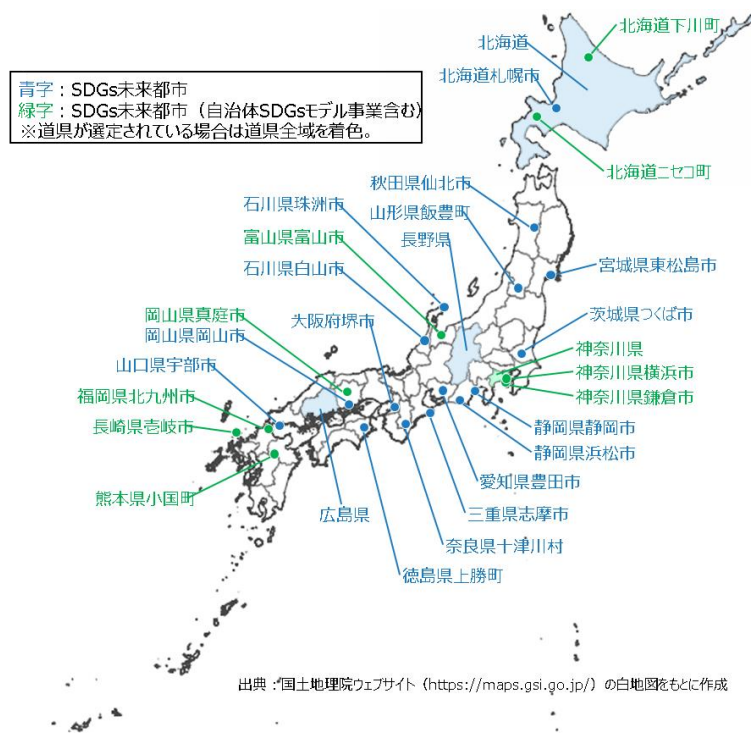 青字：SDGs未来都市
緑字：SDGs未来都市（自治体SDGsモデル事業含む）
※道県が選定されている場合は道県全域を着色。
北海道下川町
北海道
北海道札幌市
北海道ニセコ町
秋田県仙北市
石川県珠洲市
山形県飯豊町
富山県富山市
長野県
石川県白山市
宮城県東松島市
岡山県真庭市
大阪府堺市
茨城県つくば市
岡山県岡山市
神奈川県
山口県宇部市
神奈川県横浜市
福岡県北九州市
神奈川県鎌倉市
長崎県壱岐市
静岡県静岡市
静岡県浜松市
愛知県豊田市
熊本県小国町
広島県
三重県志摩市
奈良県十津川村
徳島県上勝町
出典：国土地理院ウェブサイト（https://maps.gsi.go.jp/）の白地図をもとに作成